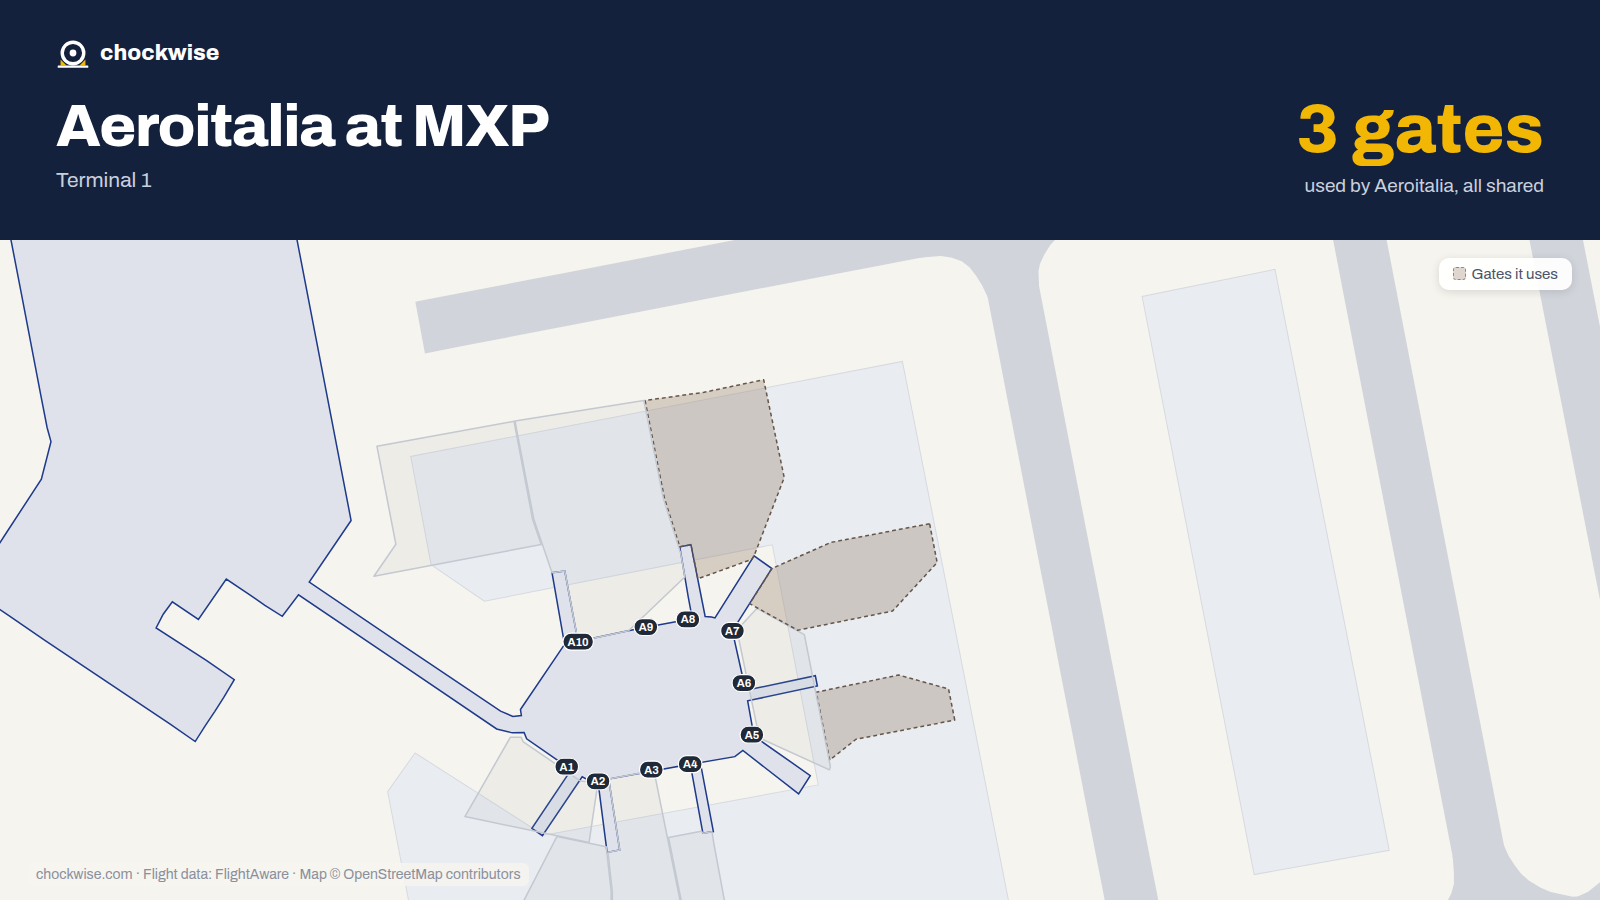 chockwise
Aeroitalia at MXP
Terminal 1
3 gates
used by Aeroitalia, all shared
Gates it uses
A10
A9
A8
A7
A6
A5
A1
A2
A3
A4
chockwise.com · Flight data: FlightAware · Map © OpenStreetMap contributors